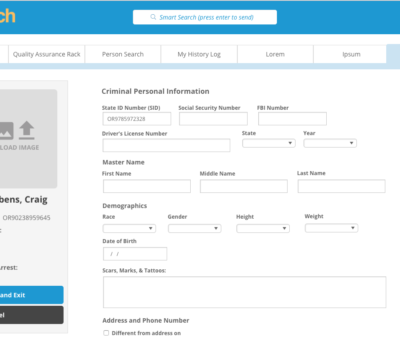 ch
Smart Search (press enter to send)
Quality Assurance Rack
Person Search
My History Log
Lorem
Ipsum
LOAD IMAGE
bens, Craig
OR90238959645
Arrest:
and Exit
el
Criminal Personal Information
State ID Number (SID)
Social Security Number
FBI Number
OR9785972328
Driver's License Number
State
Year
Master Name
First Name
Middle Name
Last Name
Demographics
Race
Gender
Height
Weight
Date of Birth
/ /
Scars, Marks, & Tattoos:
Address and Phone Number
Different from address on